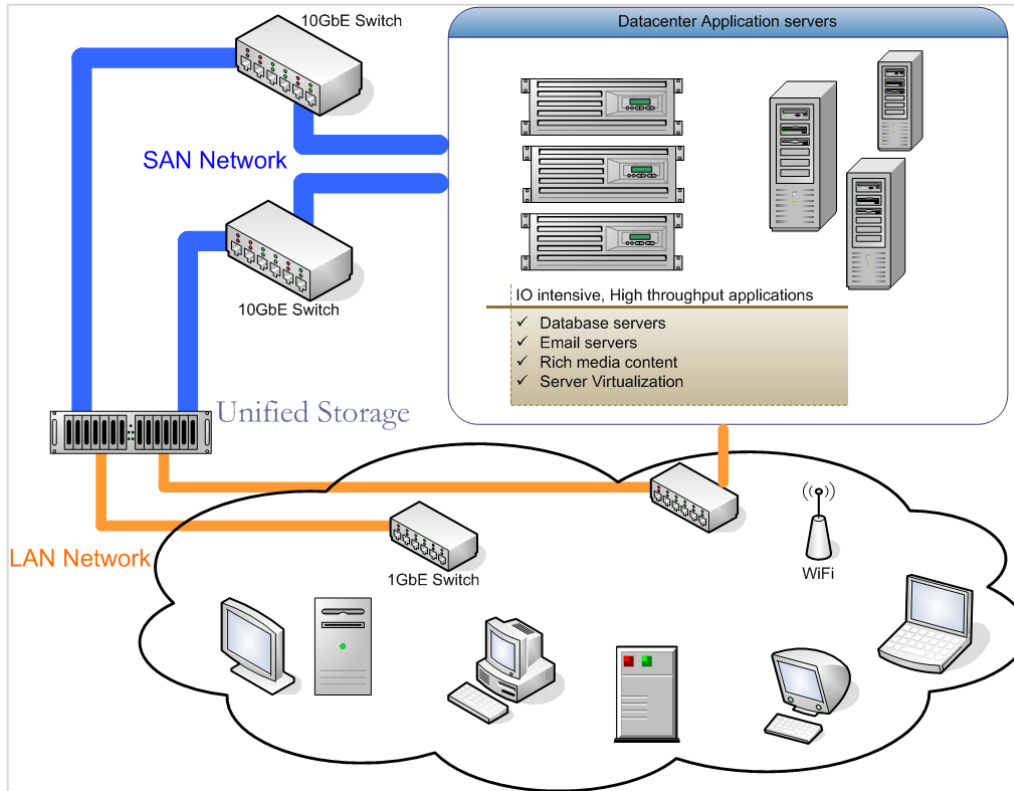 10GbE Switch
Datacenter Application servers
SAN Network
10GbE Switch
IO intensive, High throughput applications
✓ Database servers
✓ Email servers
✓ Rich media content
✓ Server Virtualization
Unified Storage
LAN Network
1GbE Switch
WiFi